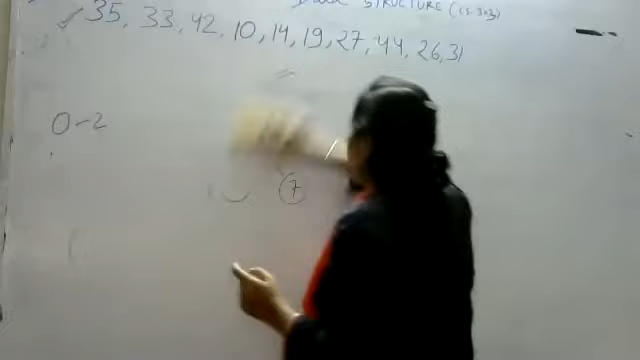 STRUCTURE (CS-303)
35, 33, 42, 10, 14, 19, 27, 44, 26, 31
0-2
7